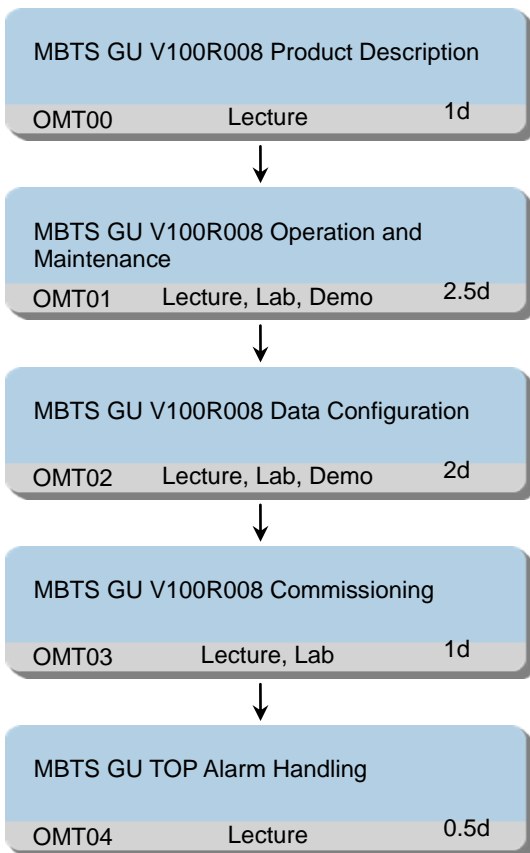 MBTS GU V100R008 Product Description
OMT00 Lecture 1d
MBTS GU V100R008 Operation and
Maintenance
OMT01 Lecture, Lab, Demo 2.5d
MBTS GU V100R008 Data Configuration
OMT02 Lecture, Lab, Demo 2d
MBTS GU V100R008 Commissioning
OMT03 Lecture, Lab 1d
MBTS GU TOP Alarm Handling
OMT04 Lecture 0.5d